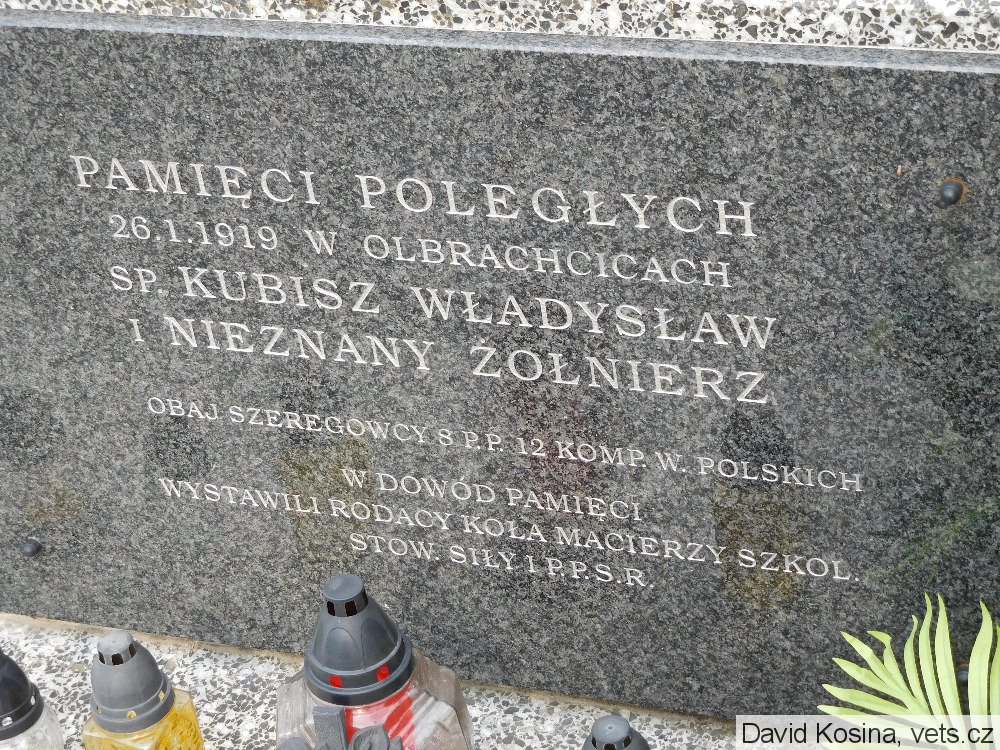 PAMIĘCI POLEGŁYCH
26.1.1919 W OLBRACHCICACH
SP. KUBISZ WŁADYSŁAW
I NIEZNANY ŻOŁNIERZ
OBAJ SZEREGOWCY 8 P.P. 12 KOMP. W. POLSKICH
W DOWÓD PAMIĘCI
WYSTAWILI RODACY KOŁA MACIERZY SZKOL.
STOW. SIŁY I P.P.S.R.
David Kosina, vets.cz